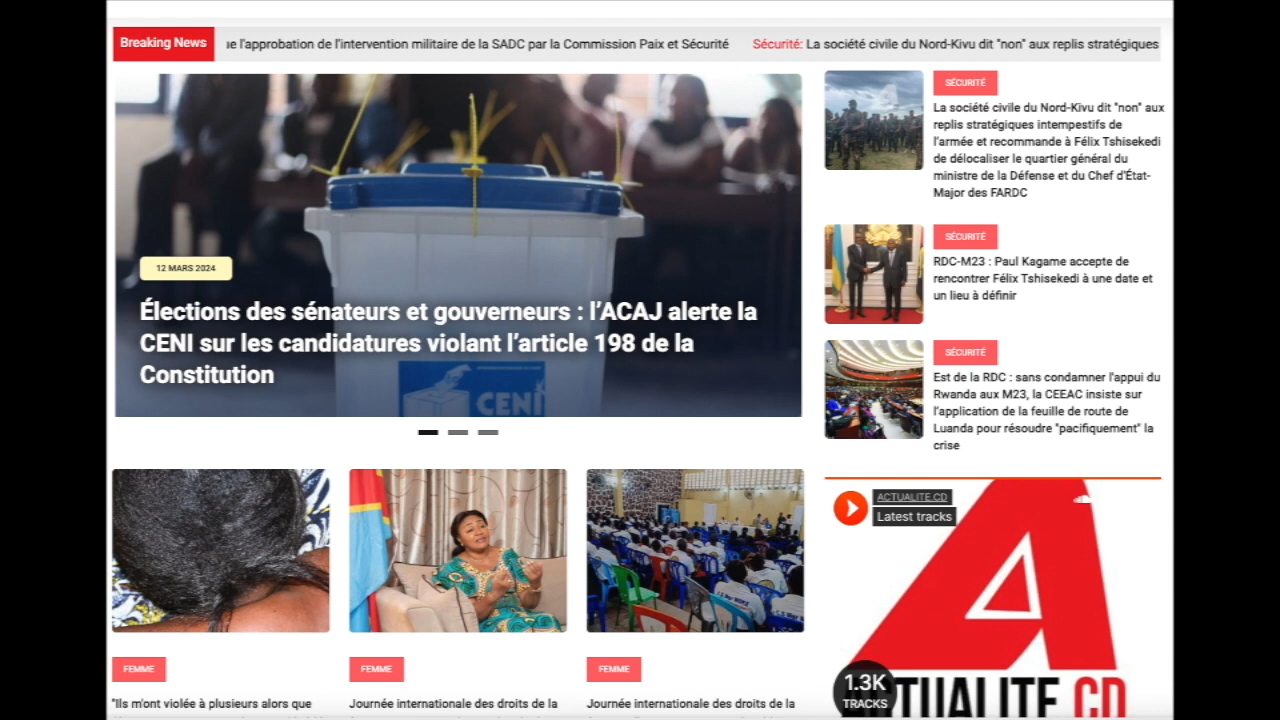 Breaking News
l'approbation de l'intervention militaire de la SADC par la Commission Paix et Sécurité
Sécurité: La société civile du Nord-Kivu dit "non" aux replis stratégiques
12 MARS 2024
Élections des sénateurs et gouverneurs : l’ACAJ alerte la
CENI sur les candidatures violant l’article 198 de la
Constitution
CENI
SÉCURITÉ
La société civile du Nord-Kivu dit "non" aux
replis stratégiques intempestifs de
l'armée et recommande à Félix Tshisekedi
de délocaliser le quartier général du
ministre de la Défense et du Chef d'État-
Major des FARDC
SÉCURITÉ
RDC-M23 : Paul Kagame accepte de
rencontrer Félix Tshisekedi à une date et
un lieu à définir
SÉCURITÉ
Est de la RDC : sans condamner l'appui du
Rwanda aux M23, la CEEAC insiste sur
l'application de la feuille de route de
Luanda pour résoudre "pacifiquement" la
crise
ACTUALITE.CD
Latest tracks
1.3K
TRACKS
ACTUALITE CD
FEMME
"Ils m'ont violée à plusieurs alors que
FEMME
Journée internationale des droits de la
FEMME
Journée internationale des droits de la